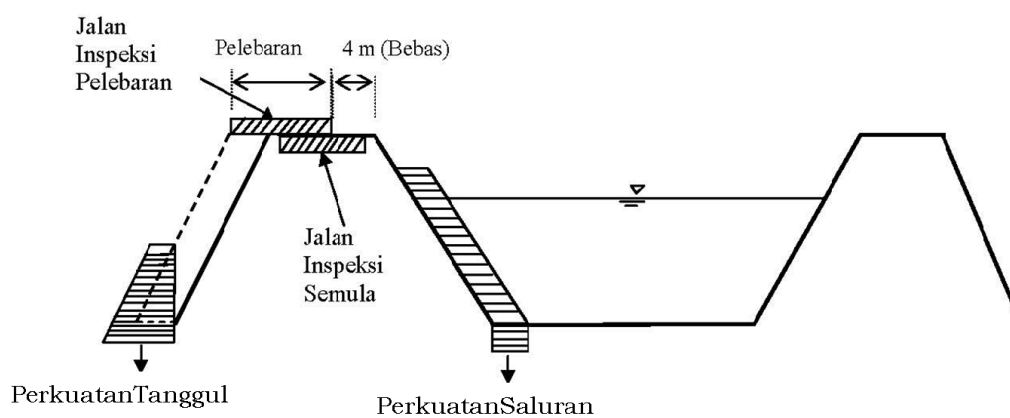 Jalan
Inspeksi
Pelebaran
Pelebaran
4 m (Bebas)
Jalan
Inspeksi
Semula
PerkuatanTanggul
PerkuatanSaluran